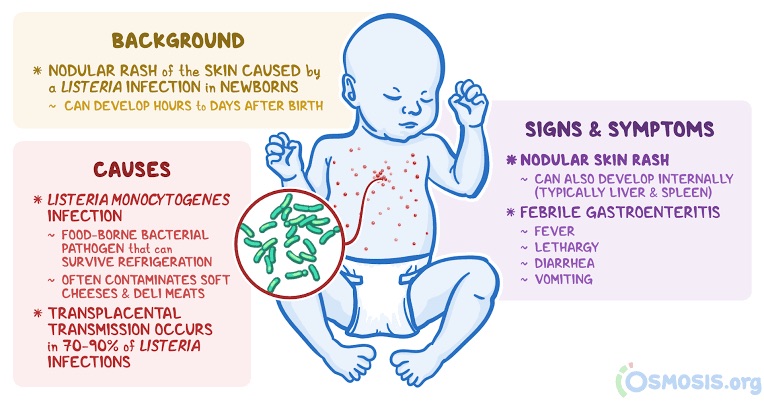 BACKGROUND
* NODULAR RASH of the SKIN CAUSED by
a LISTERIA INFECTION in NEWBORNS
~ CAN DEVELOP HOURS to DAYS AFTER BIRTH
CAUSES
* LISTERIA MONOCYTOGENES
INFECTION
~ FOOD-BORNE BACTERIAL
PATHOGEN that can
SURVIVE REFRIGERATION
~ OFTEN CONTAMINATES SOFT
CHEESES & DELI MEATS
* TRANSPLACENTAL
TRANSMISSION OCCURS
in 70-90% of LISTERIA
INFECTIONS
SIGNS & SYMPTOMS
* NODULAR SKIN RASH
~ CAN ALSO DEVELOP INTERNALLY
(TYPICALLY LIVER & SPLEEN)
* FEBRILE GASTROENTERITIS
~ FEVER
~ LETHARGY
~ DIARRHEA
~ VOMITING
OSMOSIS.org